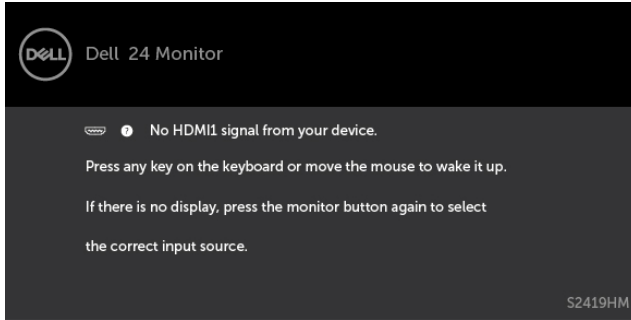 DELL
Dell 24 Monitor
? No HDMI1 signal from your device.
Press any key on the keyboard or move the mouse to wake it up.
If there is no display, press the monitor button again to select
the correct input source.
S2419HM